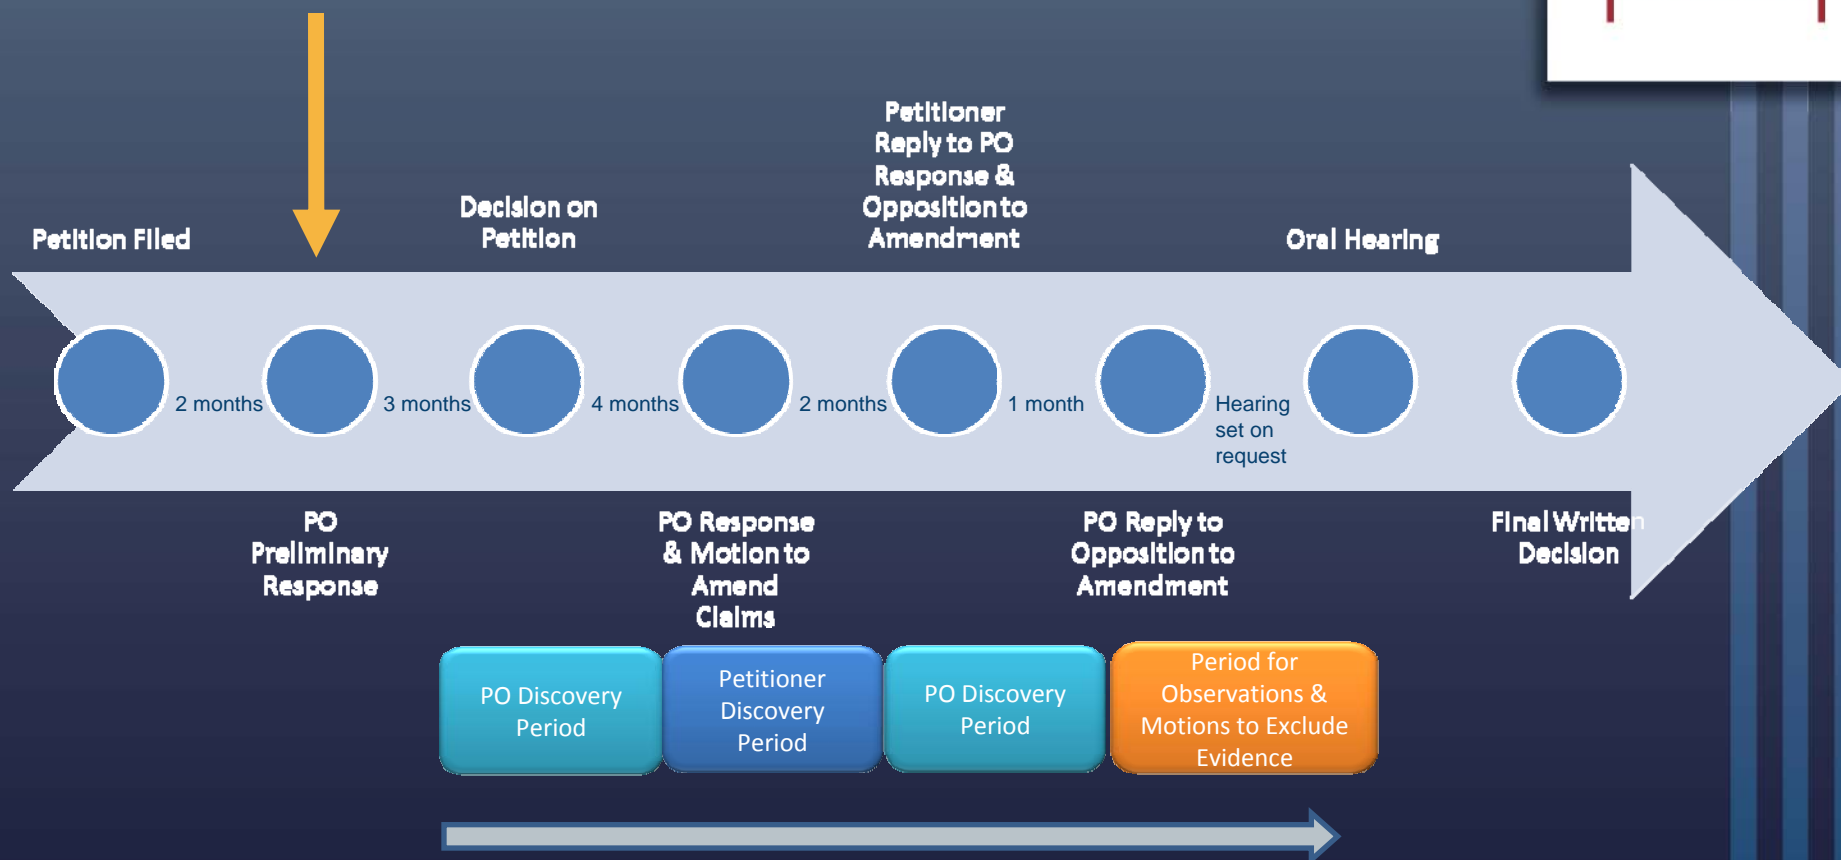 Petition Filed
Decision on
Petition
Petitioner
Reply to PO
Response &
Opposition to
Amendment
Oral Hearing
2 months
3 months
4 months
2 months
1 month
Hearing
set on
request
PO
Preliminary
Response
PO Response
& Motion to
Amend
Claims
PO Reply to
Opposition to
Amendment
Final Written
Decision
PO Discovery
Period
Petitioner
Discovery
Period
PO Discovery
Period
Period for
Observations &
Motions to Exclude
Evidence